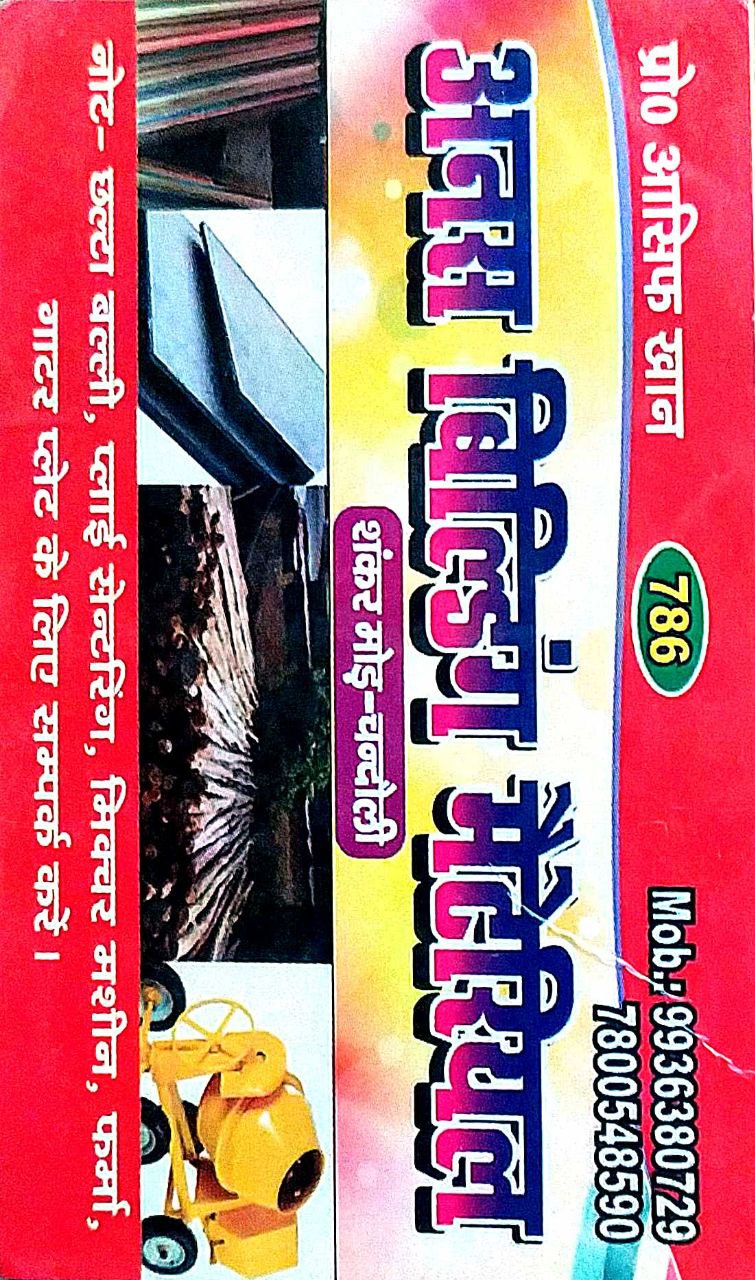 प्रो0 आसिफ खान
786
Mob.: 9936380729
7800548590
अनस बिल्डिंग मैटेरियल
शंकर मोड़-चन्दौली
नोट- छल्टा बल्ली, प्लाई सेन्टरिंग, मिक्चर मशीन, फर्मा,
गाटर प्लेट के लिए सम्पर्क करें।